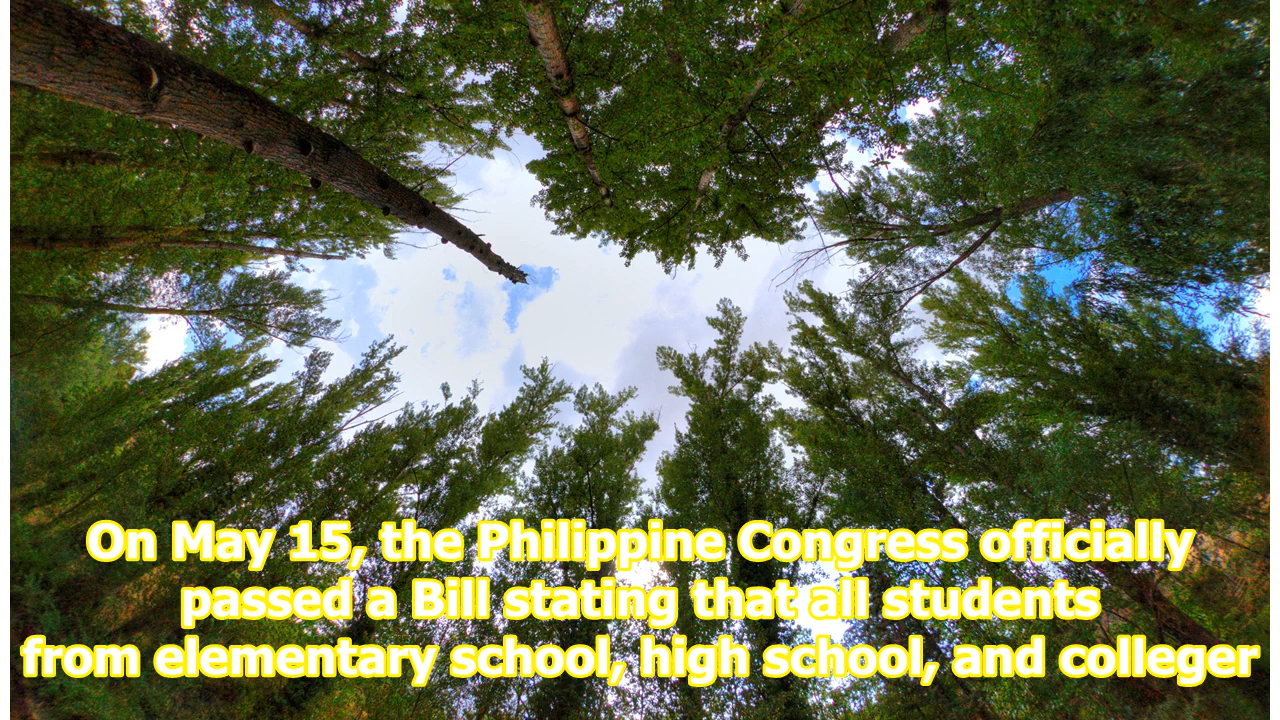 On May 15, the Philippine Congress officially
passed a Bill stating that all students
from elementary school, high school, and colleger